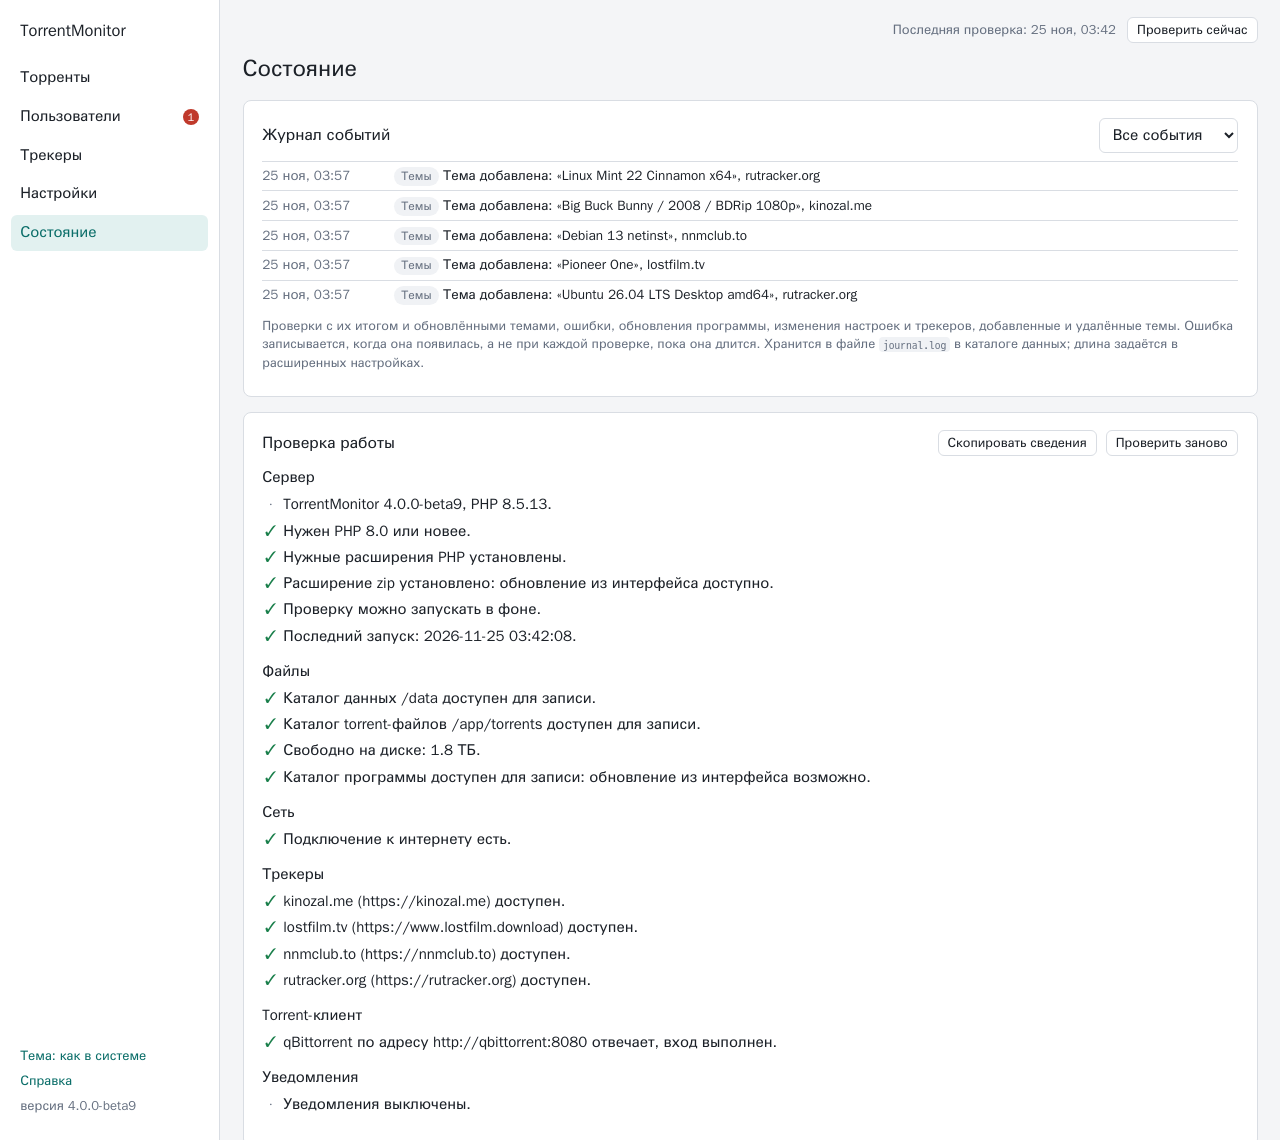 TorrentMonitor
Торренты
Пользователи 1
Трекеры
Настройки
Состояние
Тема: как в системе
Справка
версия 4.0.0-beta9
Последняя проверка: 25 ноя, 03:42 Проверить сейчас
Состояние
Журнал событий Все события
25 ноя, 03:57 Темы Тема добавлена: «Linux Mint 22 Cinnamon x64», rutracker.org
25 ноя, 03:57 Темы Тема добавлена: «Big Buck Bunny / 2008 / BDRip 1080p», kinozal.me
25 ноя, 03:57 Темы Тема добавлена: «Debian 13 netinst», nnmclub.to
25 ноя, 03:57 Темы Тема добавлена: «Pioneer One», lostfilm.tv
25 ноя, 03:57 Темы Тема добавлена: «Ubuntu 26.04 LTS Desktop amd64», rutracker.org
Проверки с их итогом и обновлёнными темами, ошибки, обновления программы, изменения настроек и трекеров, добавленные и удалённые темы. Ошибка
записывается, когда она появилась, а не при каждой проверке, пока она длится. Хранится в файле journal.log в каталоге данных; длина задаётся в
расширенных настройках.
Проверка работы Скопировать сведения Проверить заново
Сервер
· TorrentMonitor 4.0.0-beta9, PHP 8.5.13.
✓ Нужен PHP 8.0 или новее.
✓ Нужные расширения PHP установлены.
✓ Расширение zip установлено: обновление из интерфейса доступно.
✓ Проверку можно запускать в фоне.
✓ Последний запуск: 2026-11-25 03:42:08.
Файлы
✓ Каталог данных /data доступен для записи.
✓ Каталог torrent-файлов /app/torrents доступен для записи.
✓ Свободно на диске: 1.8 ТБ.
✓ Каталог программы доступен для записи: обновление из интерфейса возможно.
Сеть
✓ Подключение к интернету есть.
Трекеры
✓ kinozal.me (https://kinozal.me) доступен.
✓ lostfilm.tv (https://www.lostfilm.download) доступен.
✓ nnmclub.to (https://nnmclub.to) доступен.
✓ rutracker.org (https://rutracker.org) доступен.
Torrent-клиент
✓ qBittorrent по адресу http://qbittorrent:8080 отвечает, вход выполнен.
Уведомления
· Уведомления выключены.